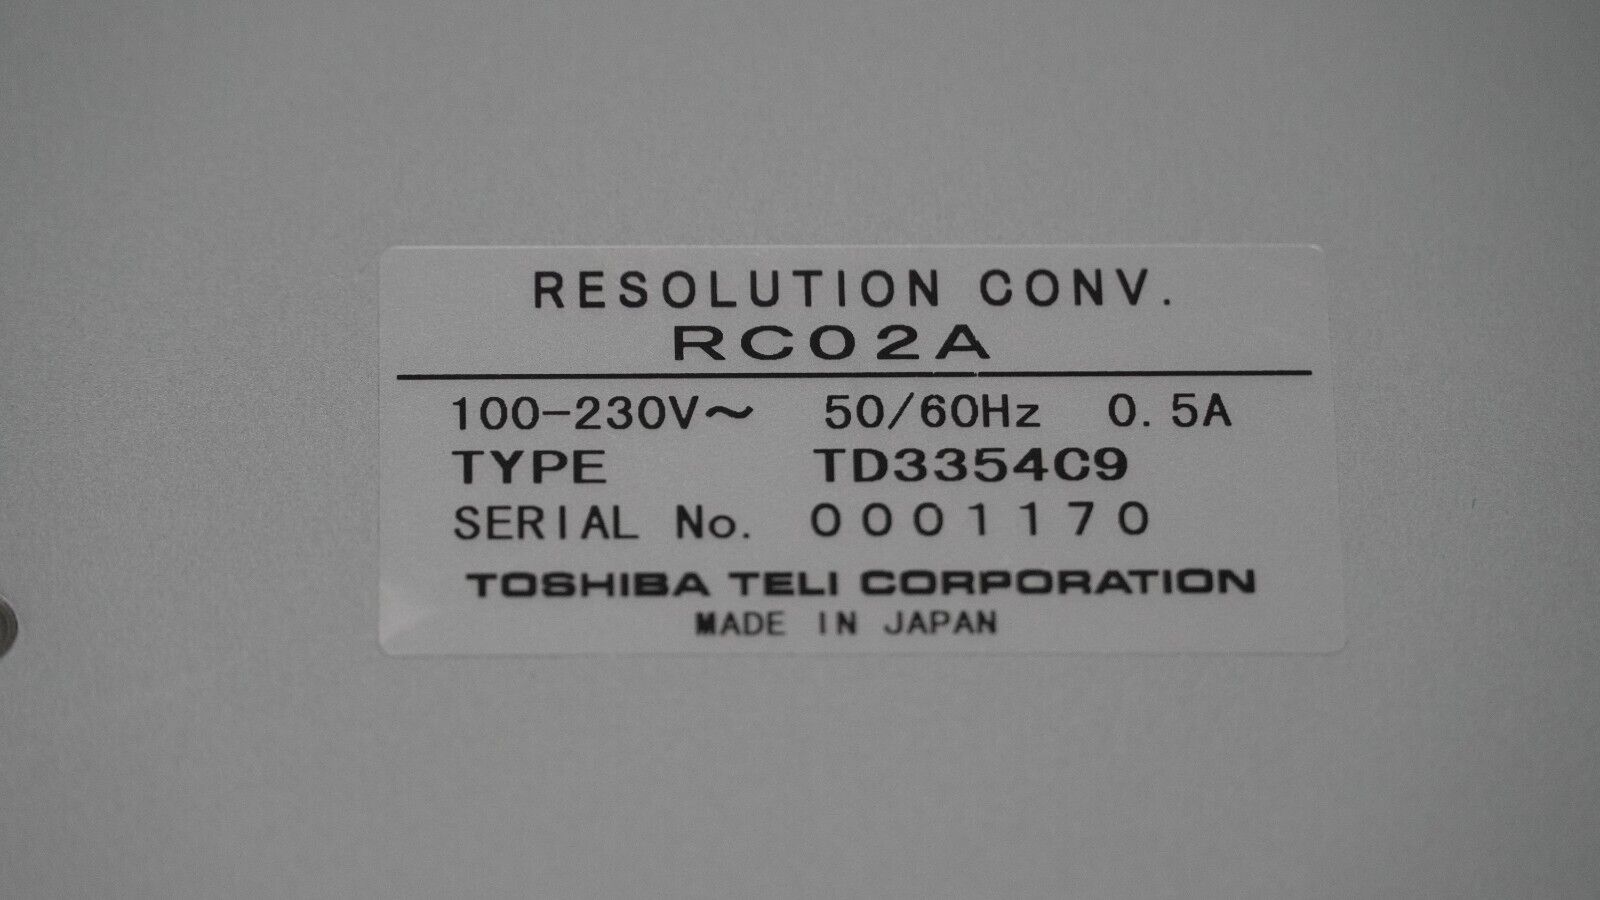 RESOLUTION CONV.
RC02A
100-230V~ 50/60Hz 0.5A
TYPE TD3354C9
SERIAL No. 0001170
TOSHIBA TELI CORPORATION
MADE IN JAPAN